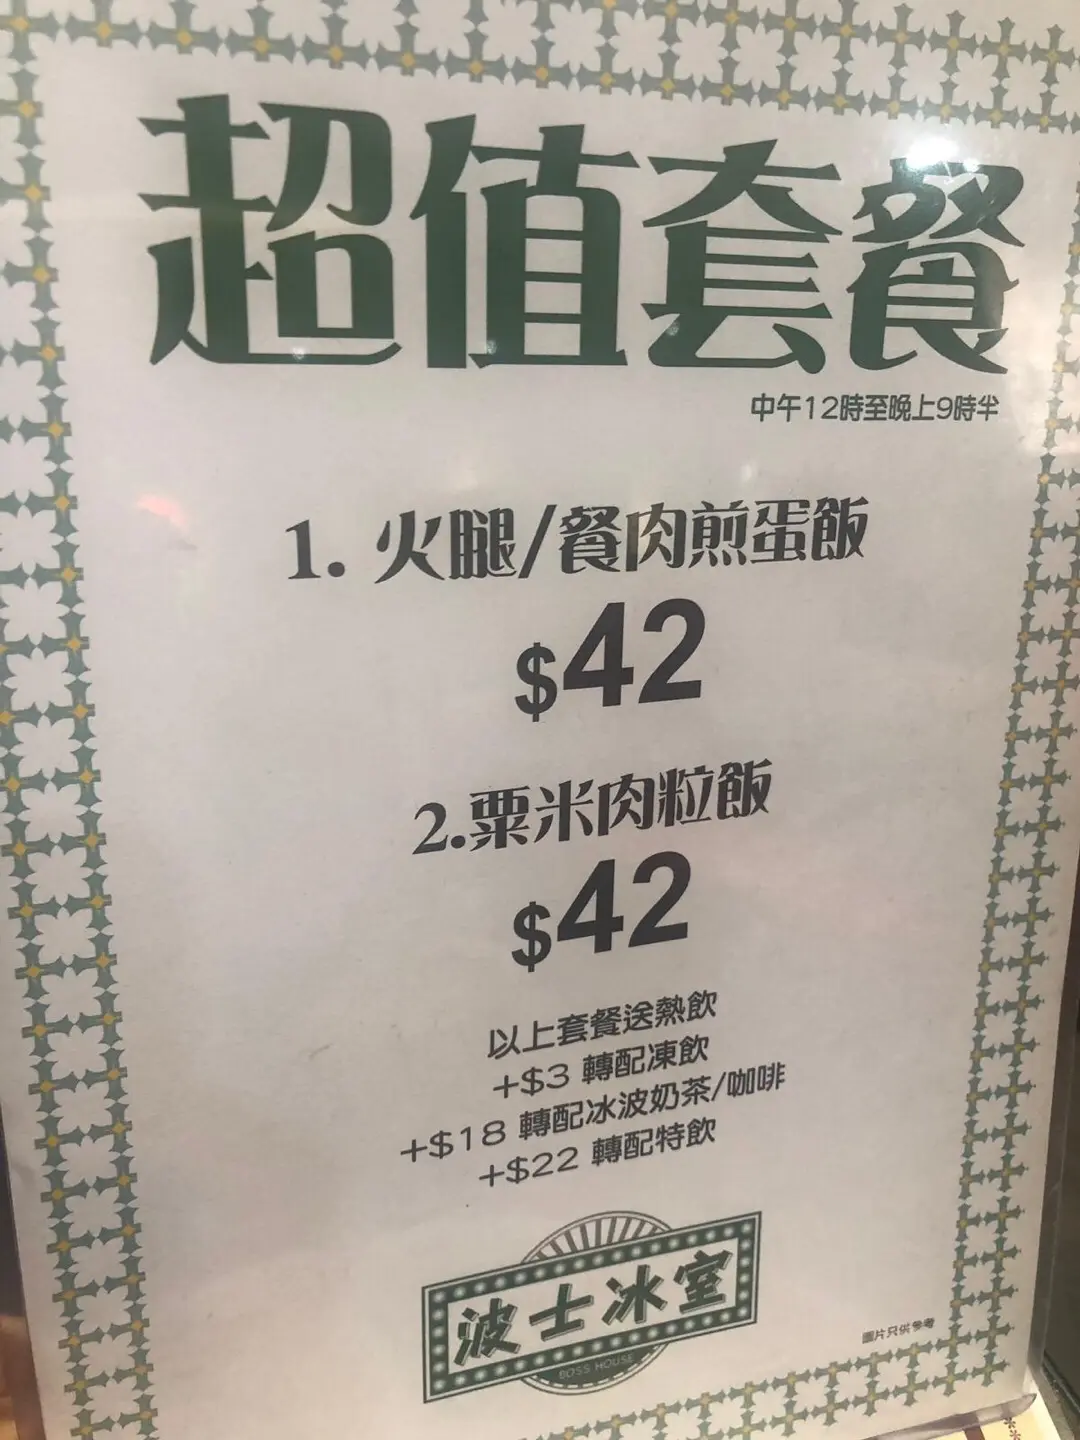 超值套餐
中午12時至晚上9時半
1. 火腿/餐肉煎蛋飯
$42
2.粟米肉粒飯
$42
以上套餐送熱飲
+$3 轉配凍飲
+$18 轉配冰波奶茶/咖啡
+$22 轉配特飲
波士冰室
BOSS HOUSE
圖片只供參考